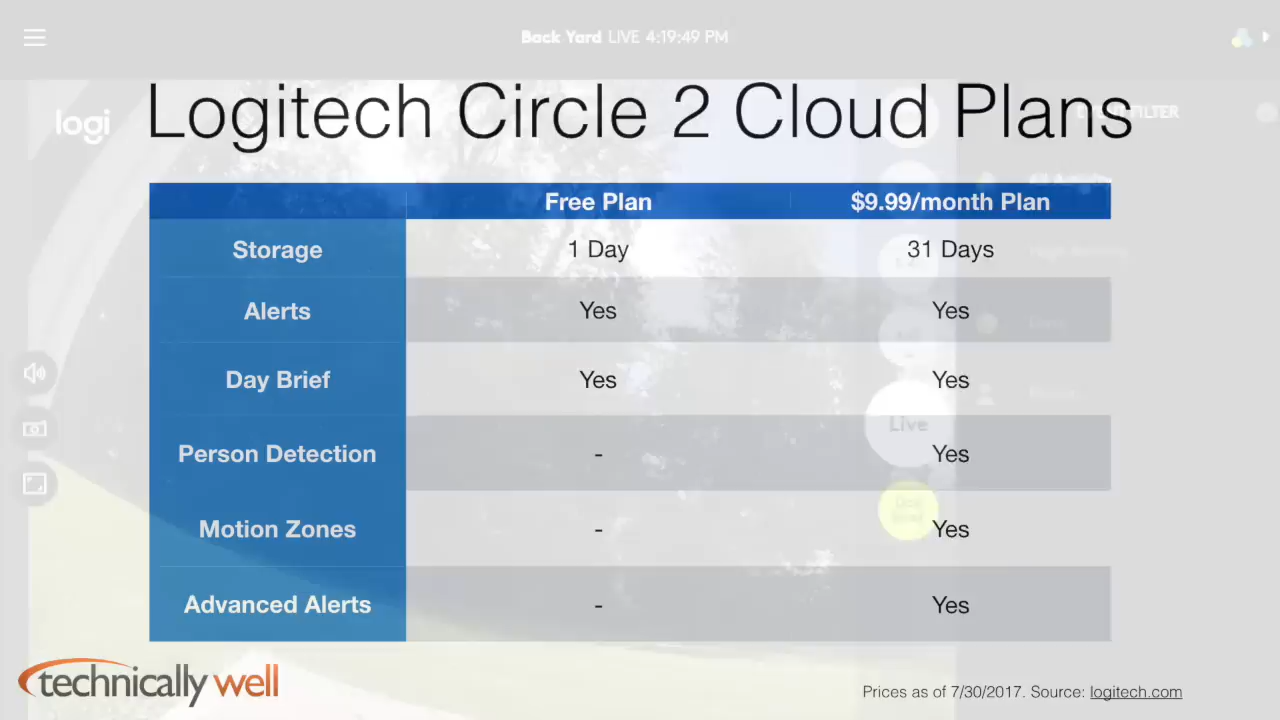 Back Yard LIVE 4:19:49 PM
logi
Logitech Circle 2 Cloud Plans
FILTER
Free Plan $9.99/month Plan
Storage 1 Day 31 Days
Alerts Yes Yes
Day Brief Yes Yes
Live
Person Detection - Yes
Motion Zones - Yes
Advanced Alerts - Yes
technically well
Prices as of 7/30/2017. Source: logitech.com